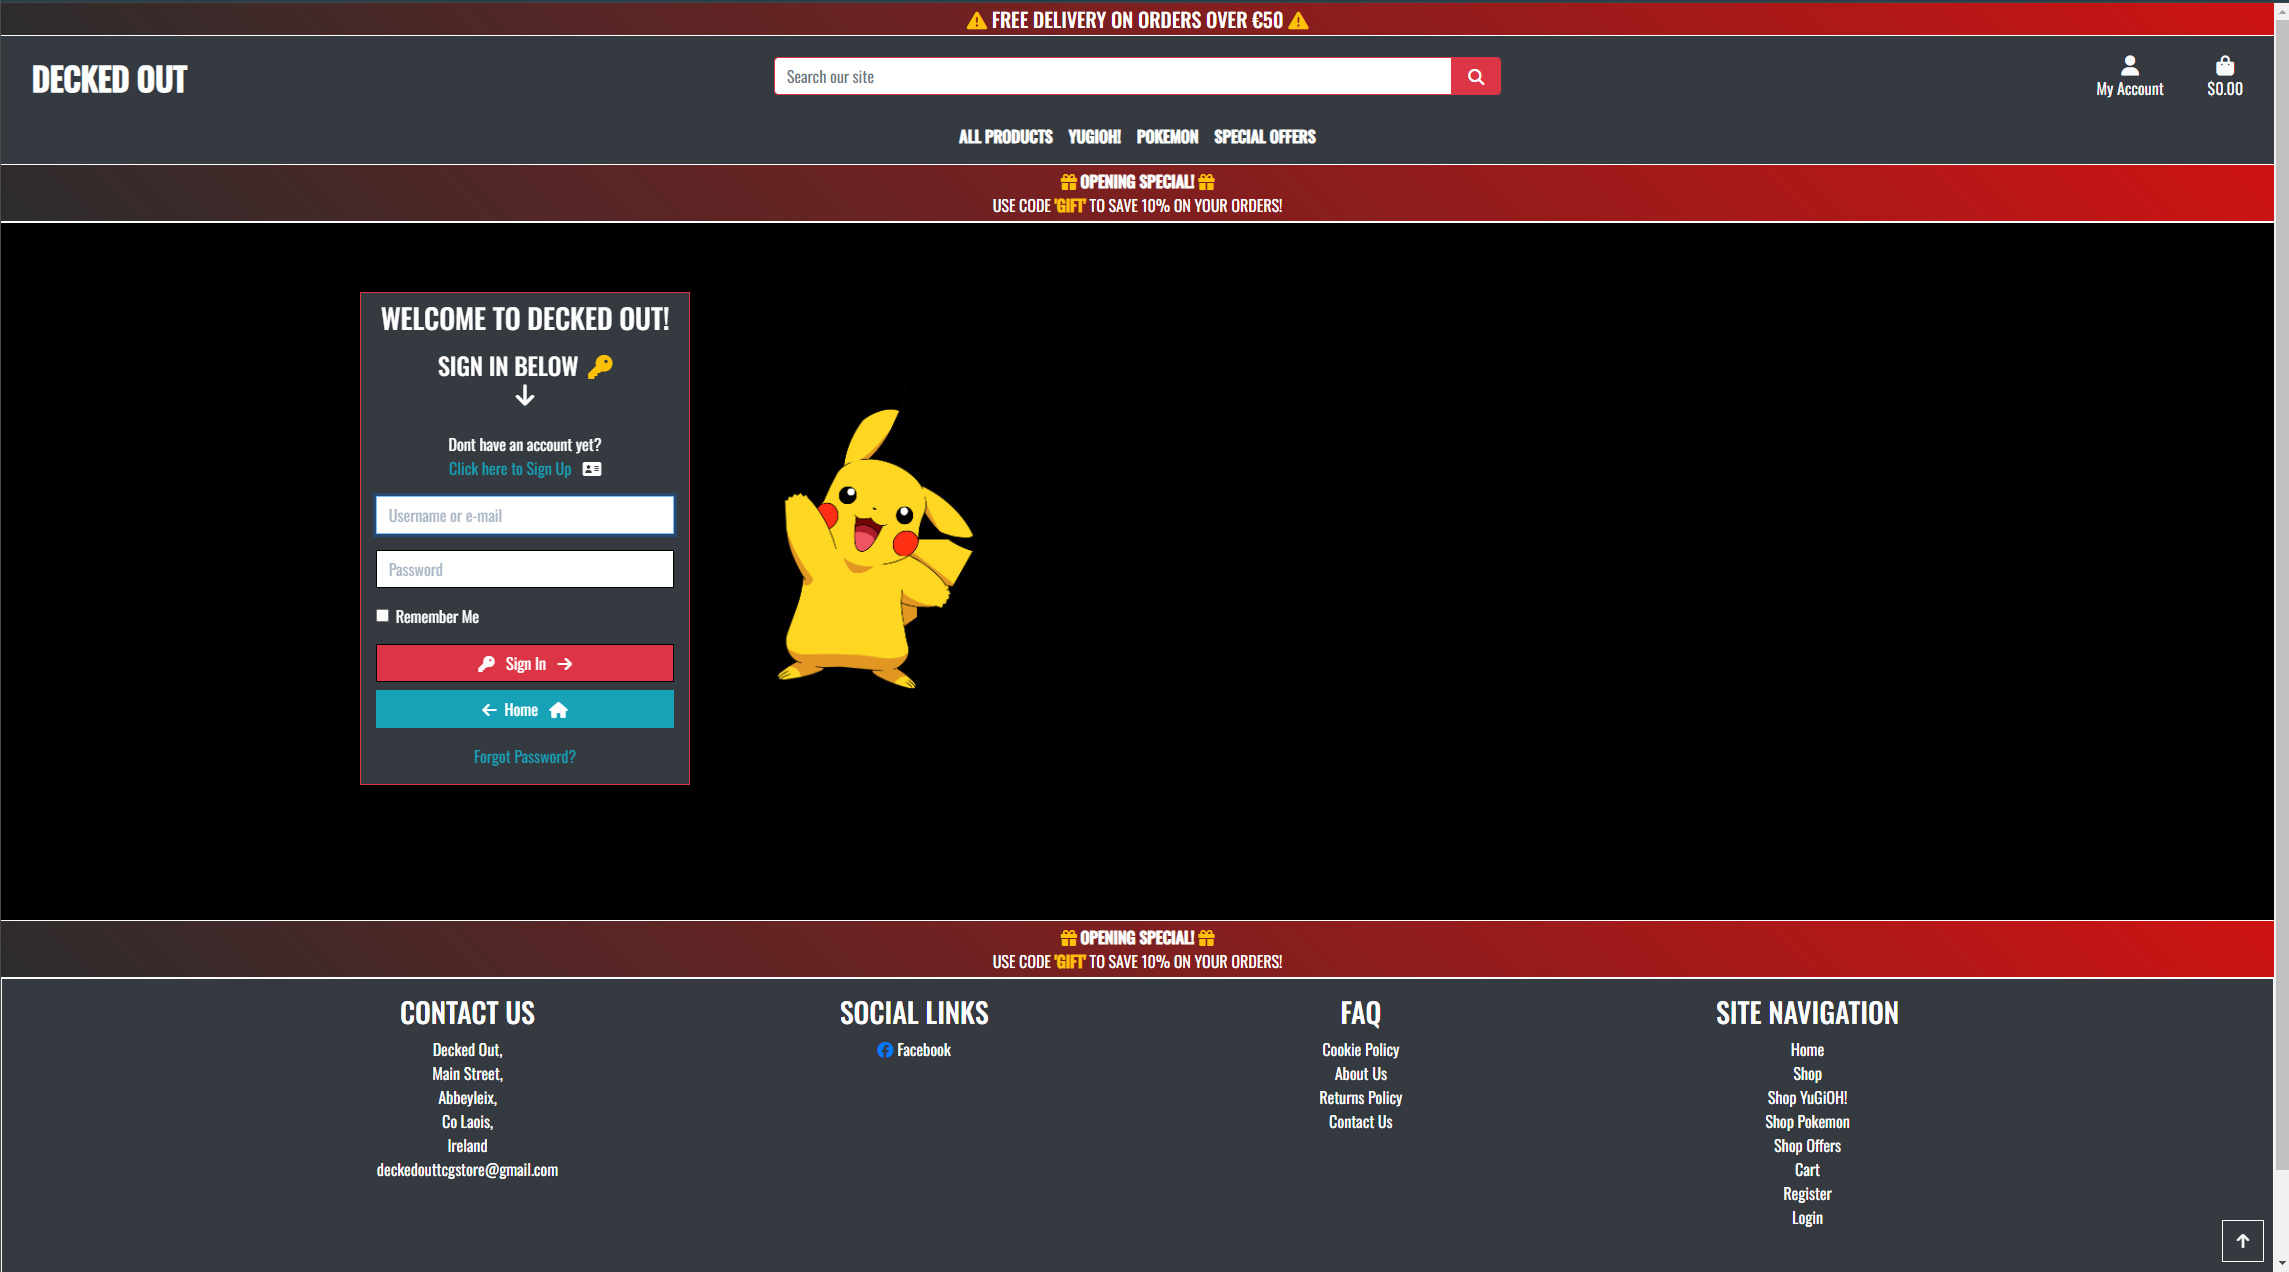 FREE DELIVERY ON ORDERS OVER €50
DECKED OUT
Search our site
My Account
$0.00
ALL PRODUCTS YUGIOH! POKEMON SPECIAL OFFERS
OPENING SPECIAL!
USE CODE 'GIFT' TO SAVE 10% ON YOUR ORDERS!
WELCOME TO DECKED OUT!
SIGN IN BELOW
Dont have an account yet?
Click here to Sign Up
Username or e-mail
Password
Remember Me
Sign In
Home
Forgot Password?
OPENING SPECIAL!
USE CODE 'GIFT' TO SAVE 10% ON YOUR ORDERS!
CONTACT US
Decked Out,
Main Street,
Abbeyleix,
Co Laois,
Ireland
deckedouttcgstore@gmail.com
SOCIAL LINKS
Facebook
FAQ
Cookie Policy
About Us
Returns Policy
Contact Us
SITE NAVIGATION
Home
Shop
Shop YuGiOH!
Shop Pokemon
Shop Offers
Cart
Register
Login